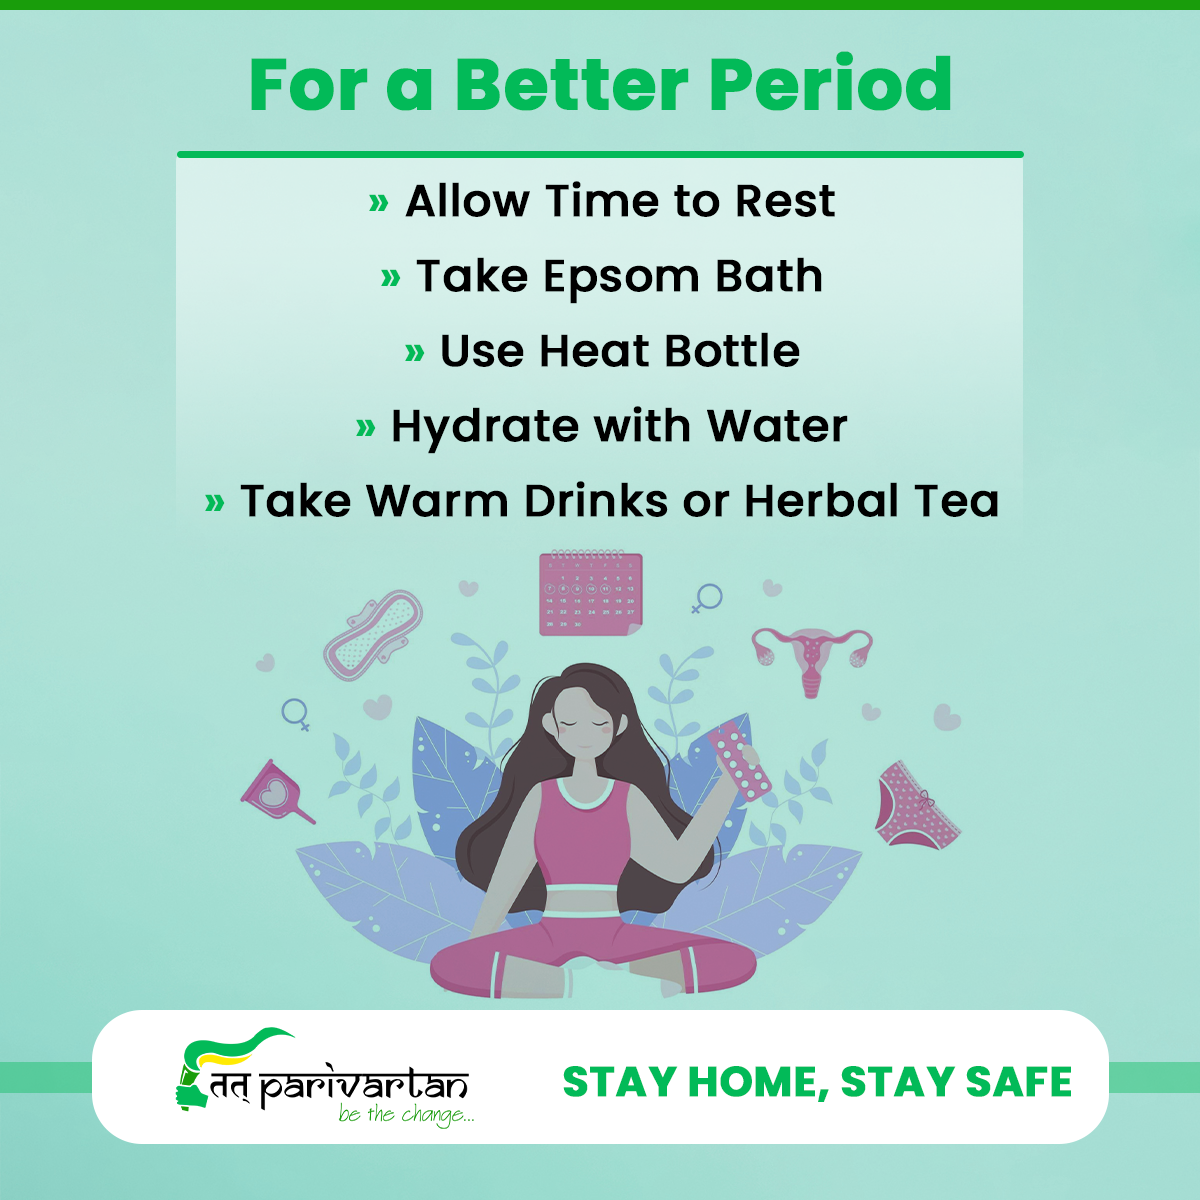 For a Better Period
» Allow Time to Rest
» Take Epsom Bath
» Use Heat Bottle
» Hydrate with Water
» Take Warm Drinks or Herbal Tea
तत् parivartan
be the change...
STAY HOME, STAY SAFE